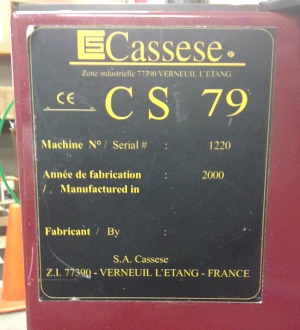 CS Cassese
Zone industrielle 77390 VERNEUIL L'ETANG
CE CS 79
Machine N° / Serial # : 1220
Année de fabrication : 2000
/ . Manufactured in
Fabricant / By :
S.A. Cassese
Z.I. 77390 - VERNEUIL L'ETANG - FRANCE